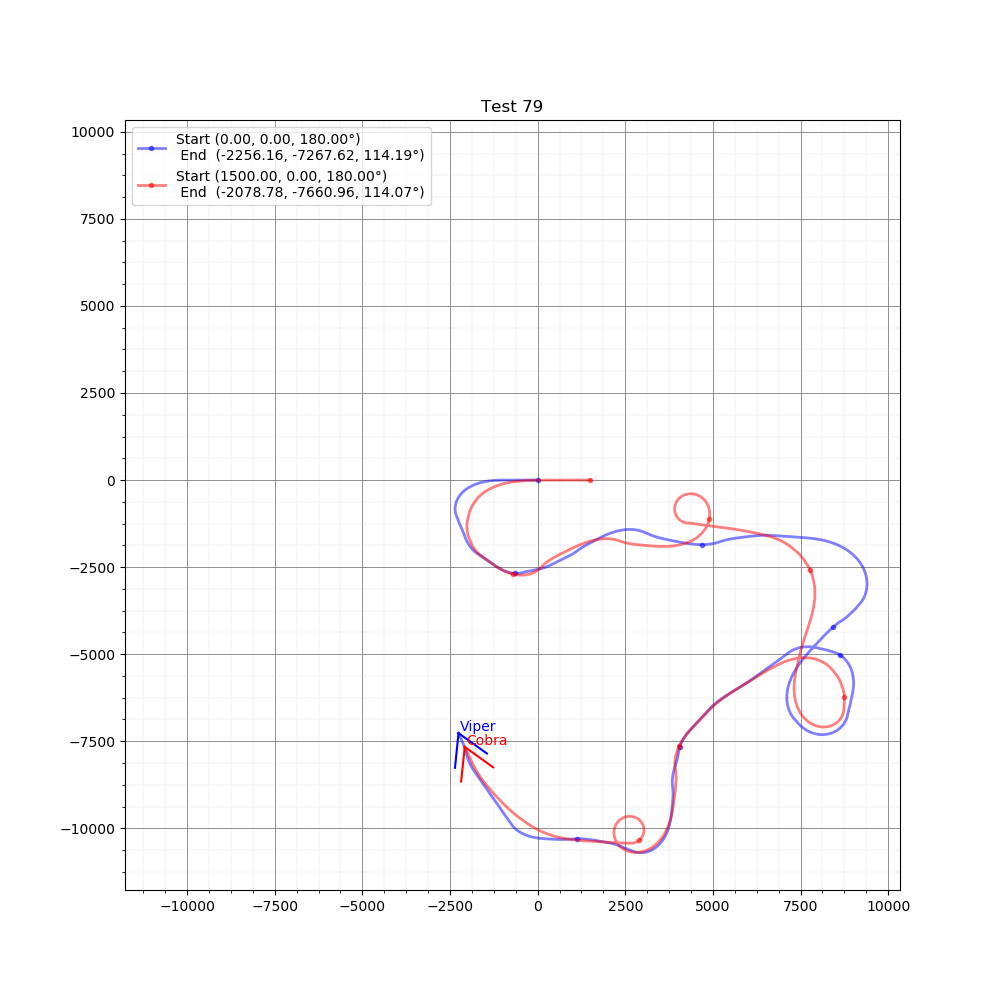 Test 79
Start (0.00, 0.00, 180.00°)
End (-2256.16, -7267.62, 114.19°)
Start (1500.00, 0.00, 180.00°)
End (-2078.78, -7660.96, 114.07°)
10000
7500
5000
2500
0
−2500
−5000
−7500
−10000
Viper
Cobra
−10000 −7500 −5000 −2500 0 2500 5000 7500 10000